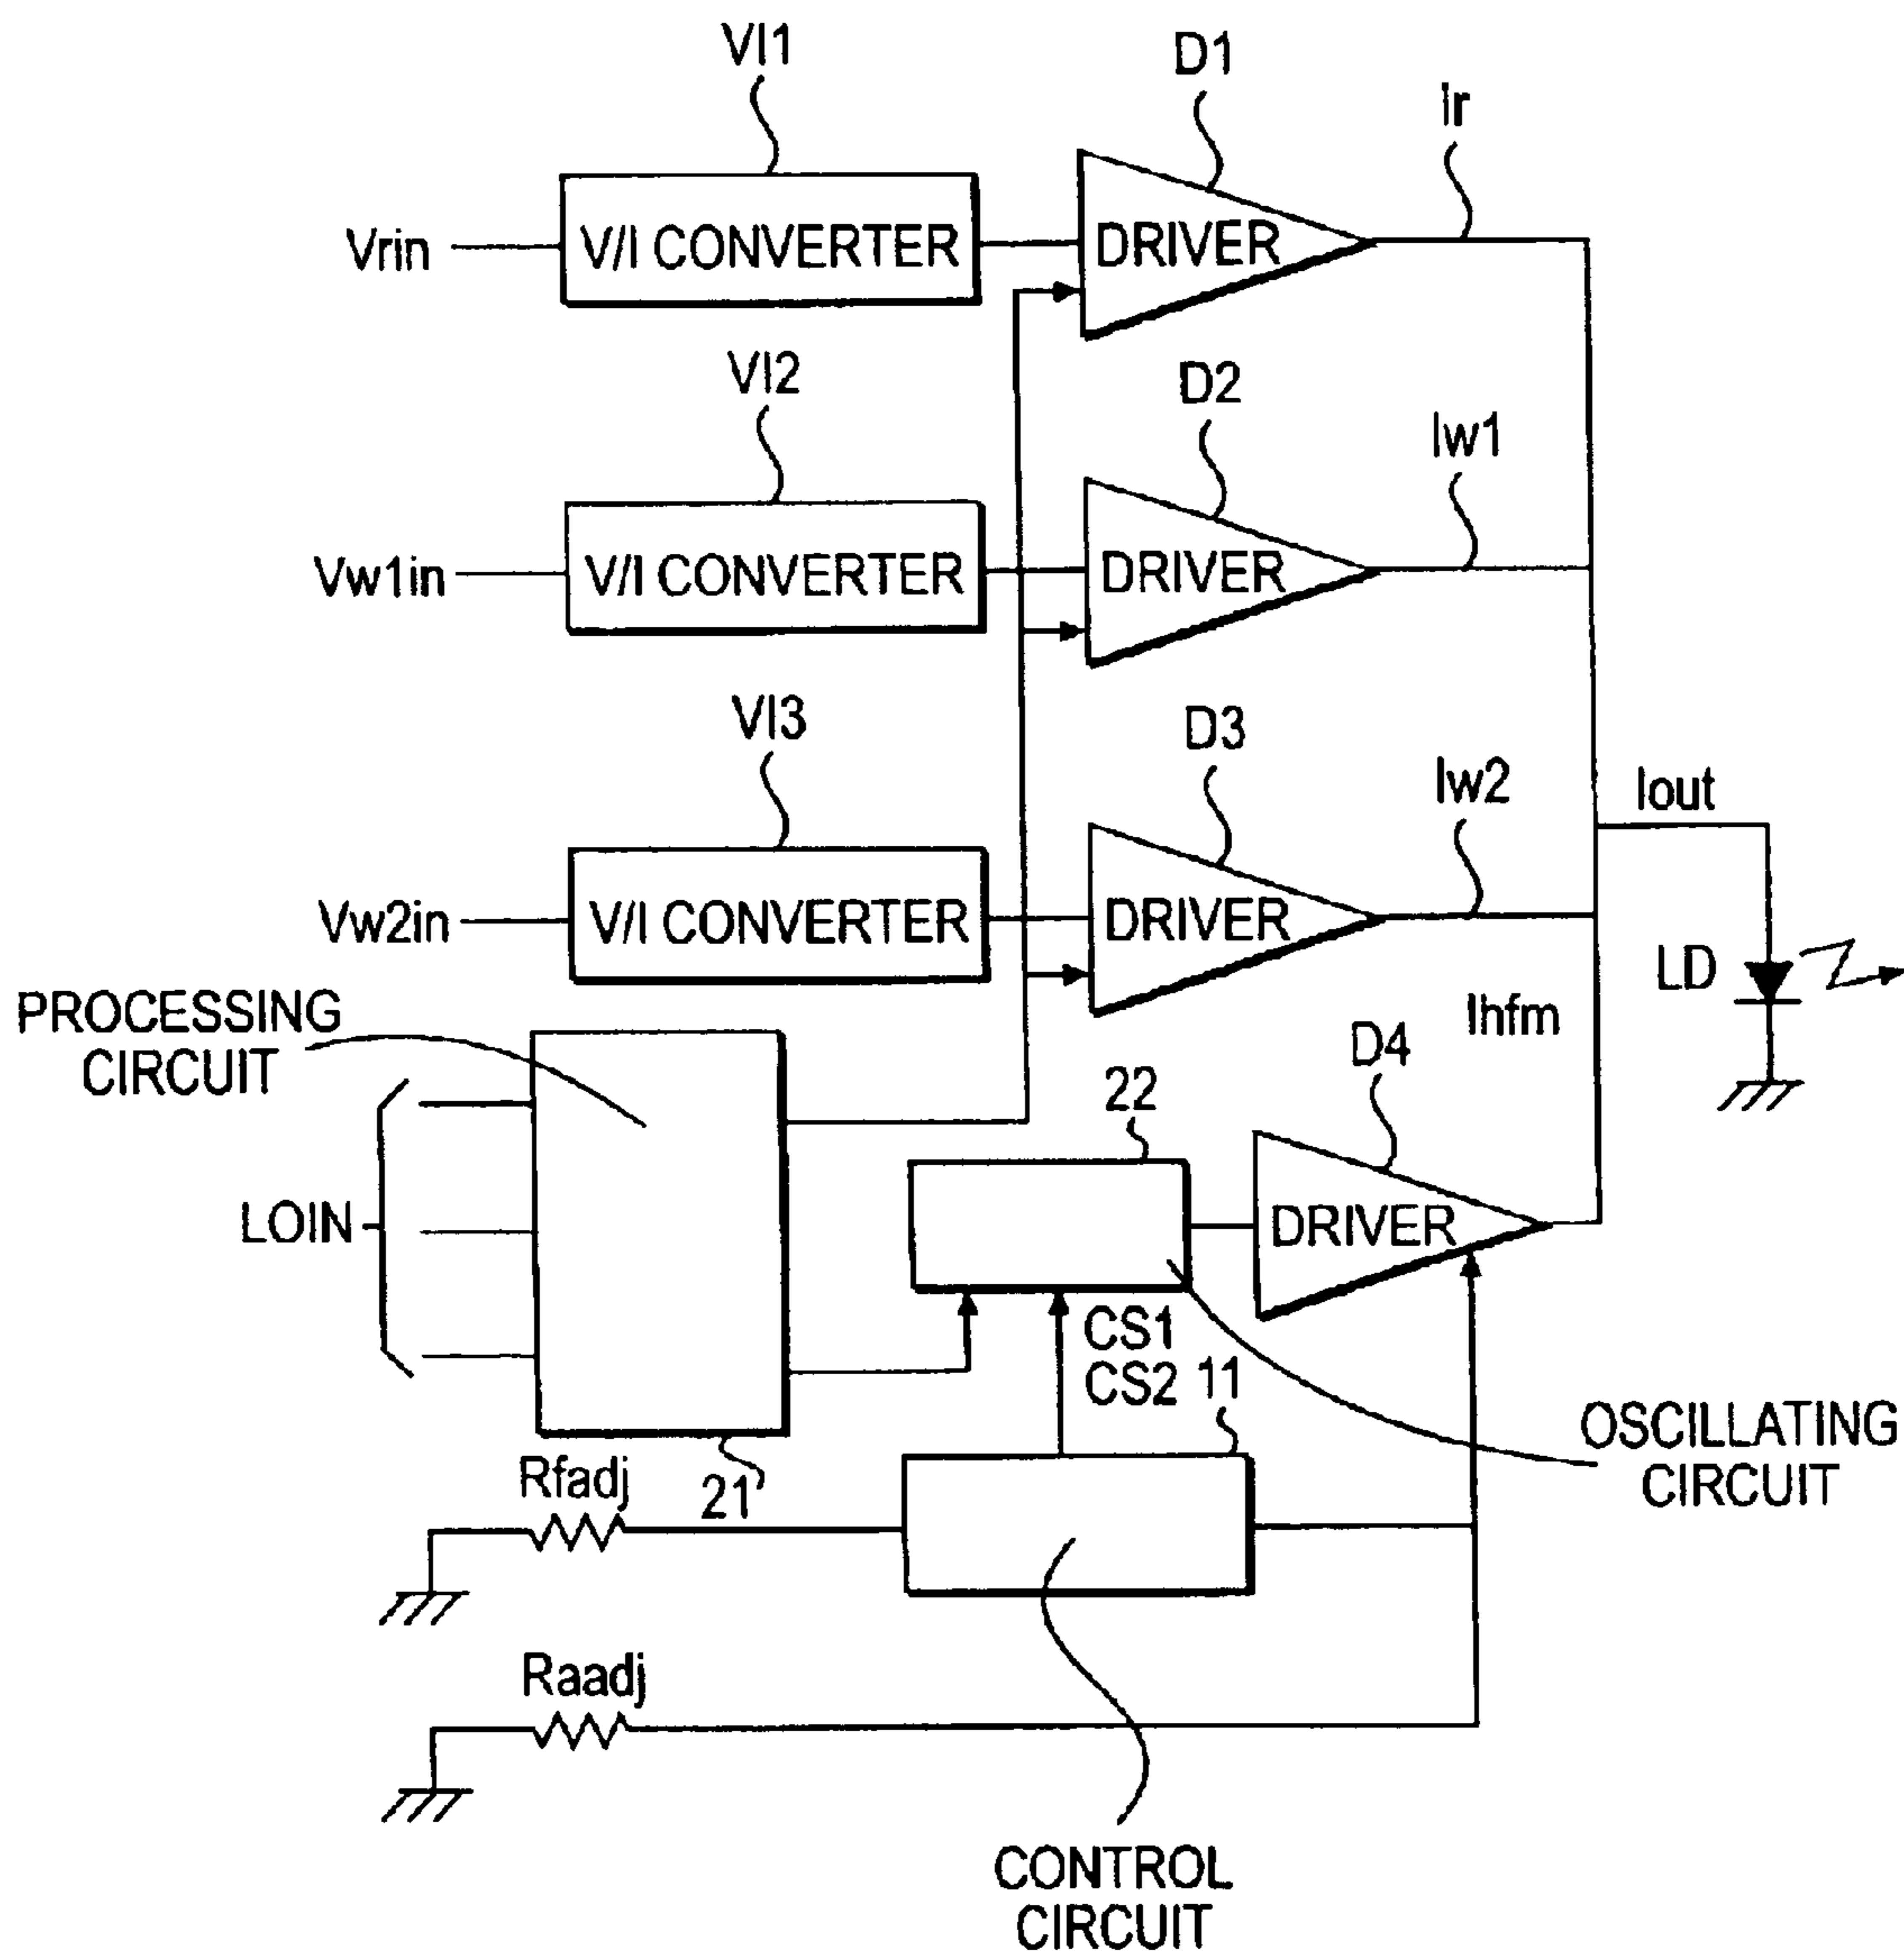 VI1
D1
Ir
Vrin
V/I CONVERTER
DRIVER
VI2
D2
Iw1
Vw1in
V/I CONVERTER
DRIVER
VI3
D3
Iw2
Iout
Vw2in
V/I CONVERTER
DRIVER
LD
PROCESSING
CIRCUIT
Ihfm
D4
22
LOIN
DRIVER
CS1
CS2
11
OSCILLATING
CIRCUIT
Rfadj
21
Raadj
CONTROL
CIRCUIT